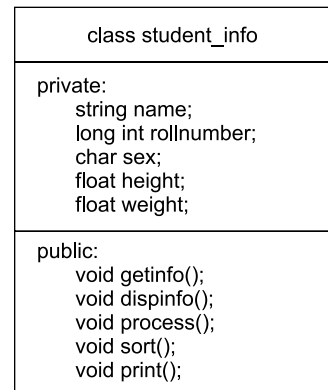 class student_info
private:
string name;
long int rollnumber;
char sex;
float height;
float weight;
public:
void getinfo();
void dispinfo();
void process();
void sort();
void print();